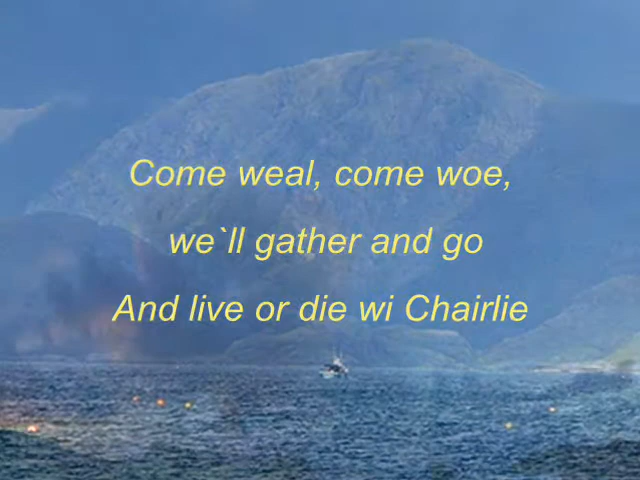 Come weal, come woe,
we`ll gather and go
And live or die wi Chairlie